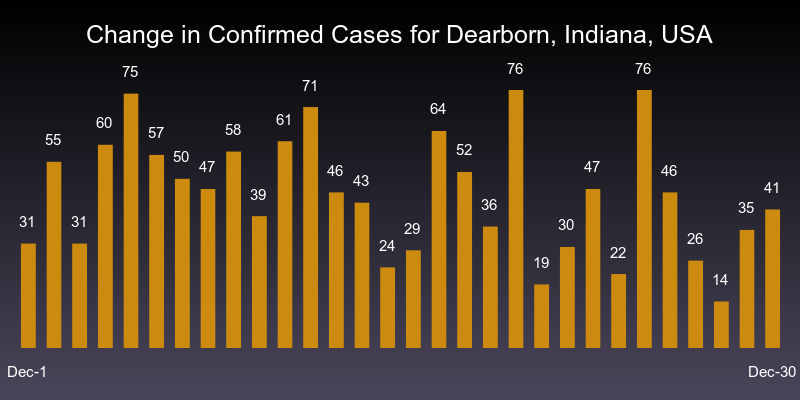 Change in Confirmed Cases for Dearborn, Indiana, USA
31 55 31 60 75 57 50 47 58 39 61 71 46 43 24 29 64 52 36 76 19 30 47 22 76 46 26 14 35 41
Dec-1 Dec-30